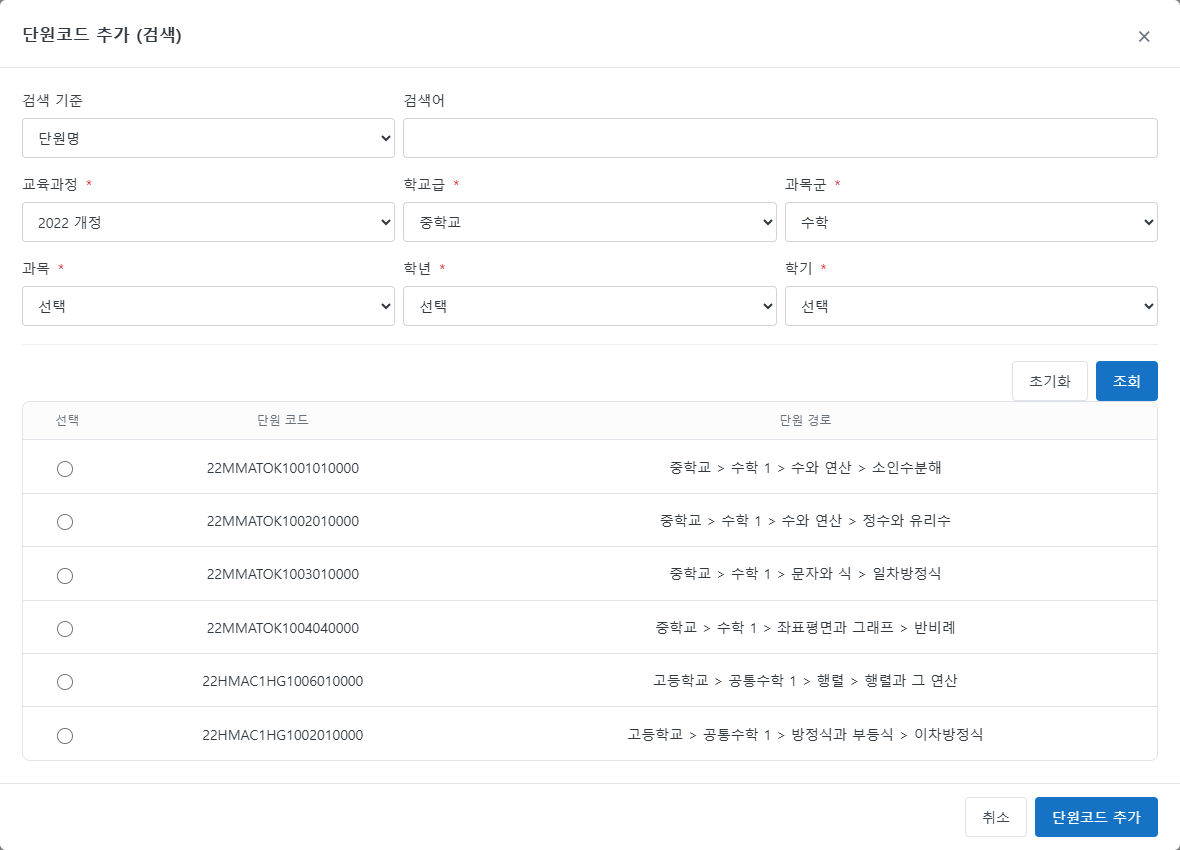 단원코드 추가 (검색)
×
검색 기준 검색어
단원명
교육과정 * 학교급 * 과목군 *
2022 개정 중학교 수학
과목 * 학년 * 학기 *
선택 선택 선택
초기화 조회
선택 단원 코드 단원 경로
22MMATOK1001010000 중학교 > 수학 1 > 수와 연산 > 소인수분해
22MMATOK1002010000 중학교 > 수학 1 > 수와 연산 > 정수와 유리수
22MMATOK1003010000 중학교 > 수학 1 > 문자와 식 > 일차방정식
22MMATOK1004040000 중학교 > 수학 1 > 좌표평면과 그래프 > 반비례
22HMAC1HG1006010000 고등학교 > 공통수학 1 > 행렬 > 행렬과 그 연산
22HMAC1HG1002010000 고등학교 > 공통수학 1 > 방정식과 부등식 > 이차방정식
취소 단원코드 추가